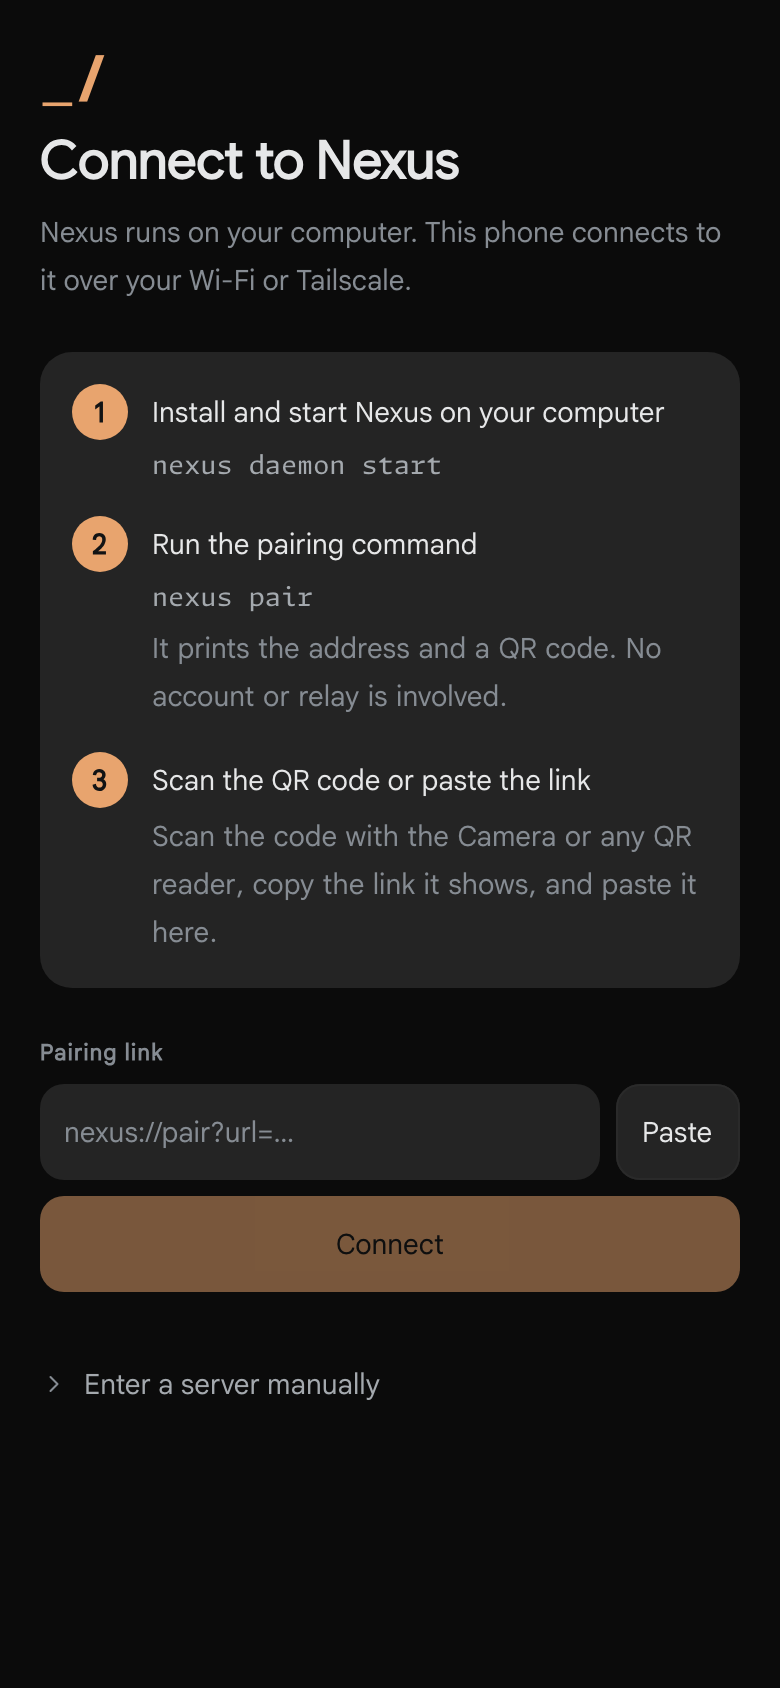 _/
Connect to Nexus
Nexus runs on your computer. This phone connects to
it over your Wi-Fi or Tailscale.
1 Install and start Nexus on your computer
nexus daemon start
2 Run the pairing command
nexus pair
It prints the address and a QR code. No
account or relay is involved.
3 Scan the QR code or paste the link
Scan the code with the Camera or any QR
reader, copy the link it shows, and paste it
here.
Pairing link
nexus://pair?url=... Paste
Connect
Enter a server manually